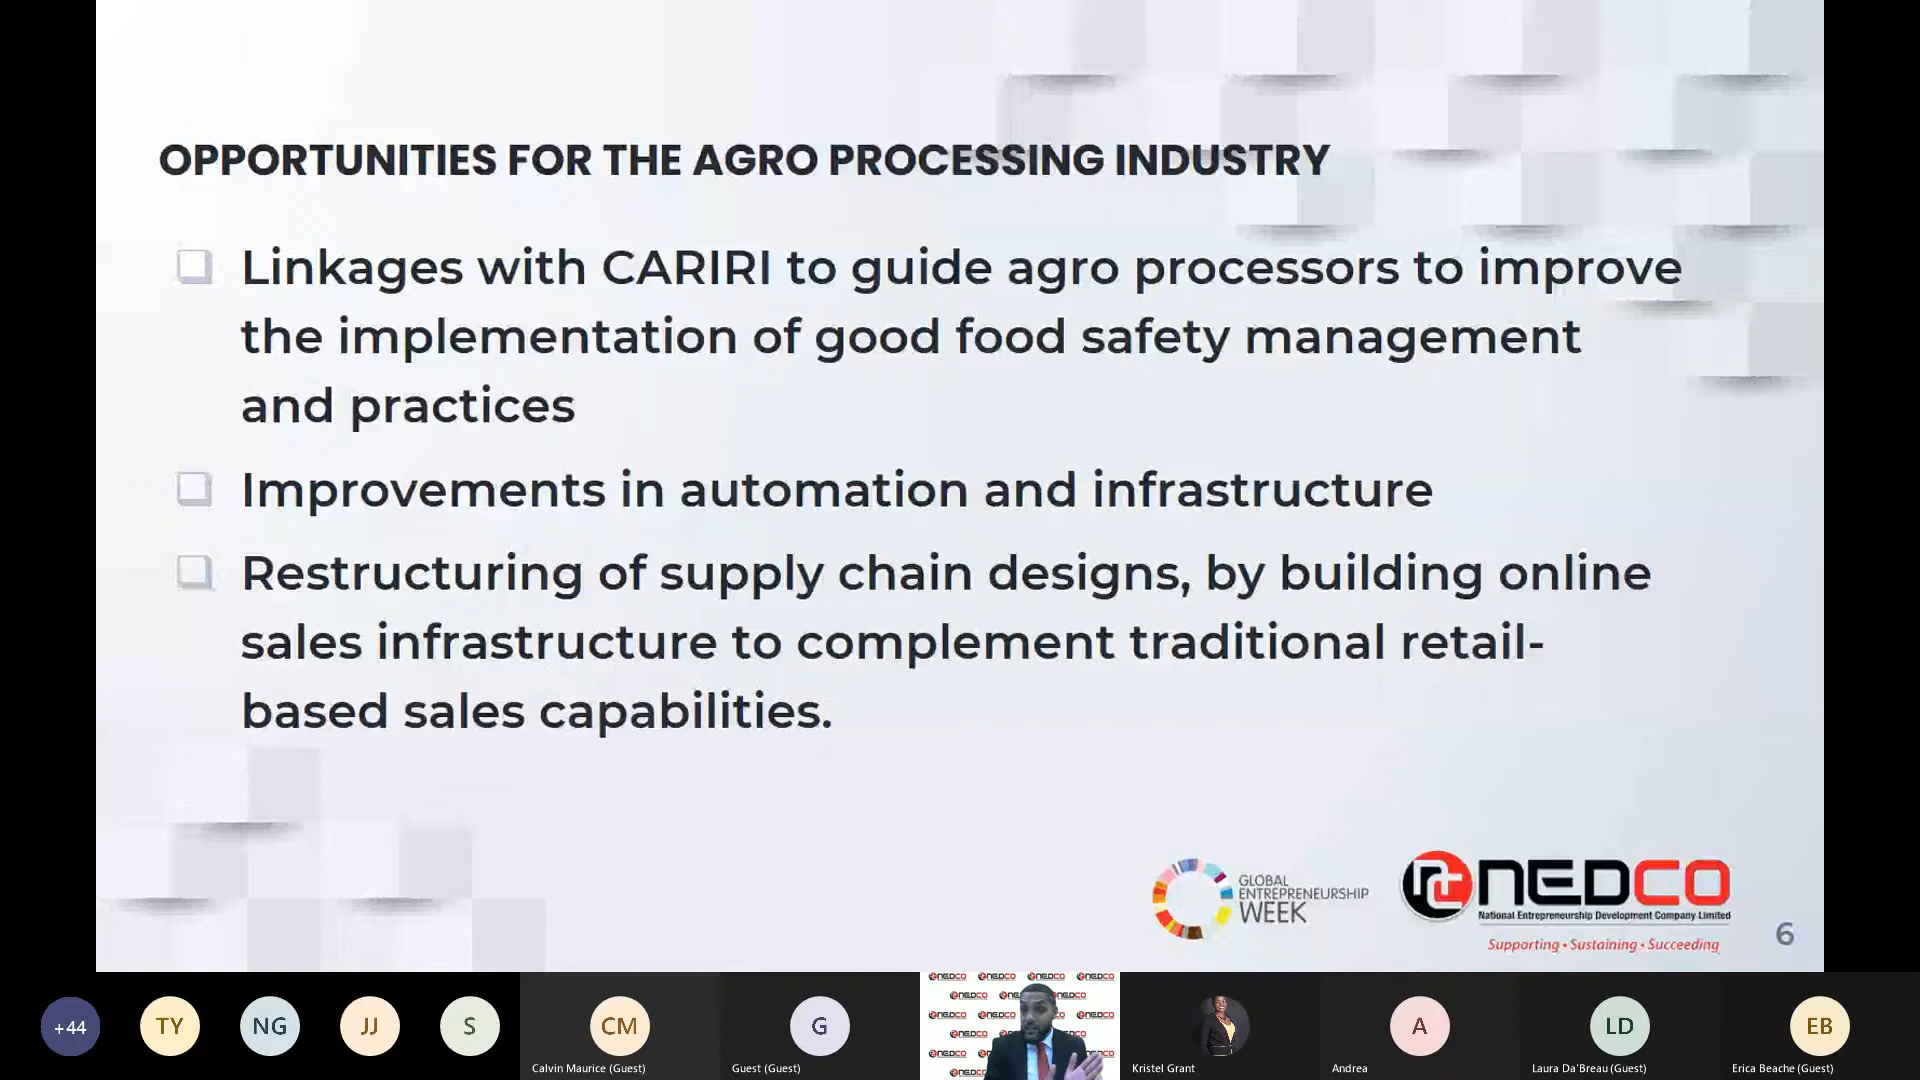 OPPORTUNITIES FOR THE AGRO PROCESSING INDUSTRY
Linkages with CARIRI to guide agro processors to improve
the implementation of good food safety management
and practices
Improvements in automation and infrastructure
Restructuring of supply chain designs, by building online
sales infrastructure to complement traditional retail-
based sales capabilities.
GLOBAL
ENTREPRENEURSHIP
WEEK
NEDCO
National Entrepreneurship Development Company Limited
Supporting • Sustaining • Succeeding
6
+44
TY
NG
JJ
S
CM
Calvin Maurice (Guest)
G
Guest (Guest)
NEDCO NEDCO NEDCO NEDCO
Kristel Grant
A
Andrea
LD
Laura Da'Breau (Guest)
EB
Erica Beache (Guest)